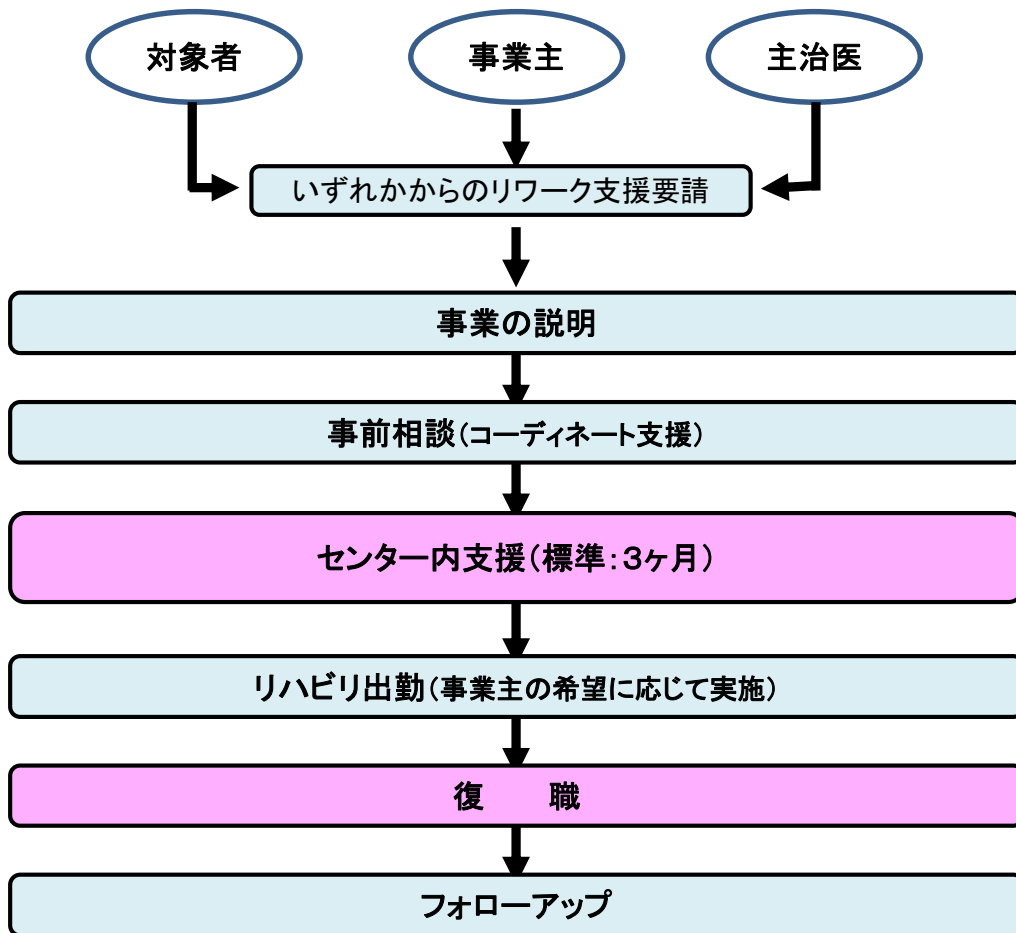 対象者
事業主
主治医
いずれかからのリワーク支援要請
事業の説明
事前相談（コーディネート支援）
センター内支援（標準：３ヶ月）
リハビリ出勤（事業主の希望に応じて実施）
復　　職
フォローアップ